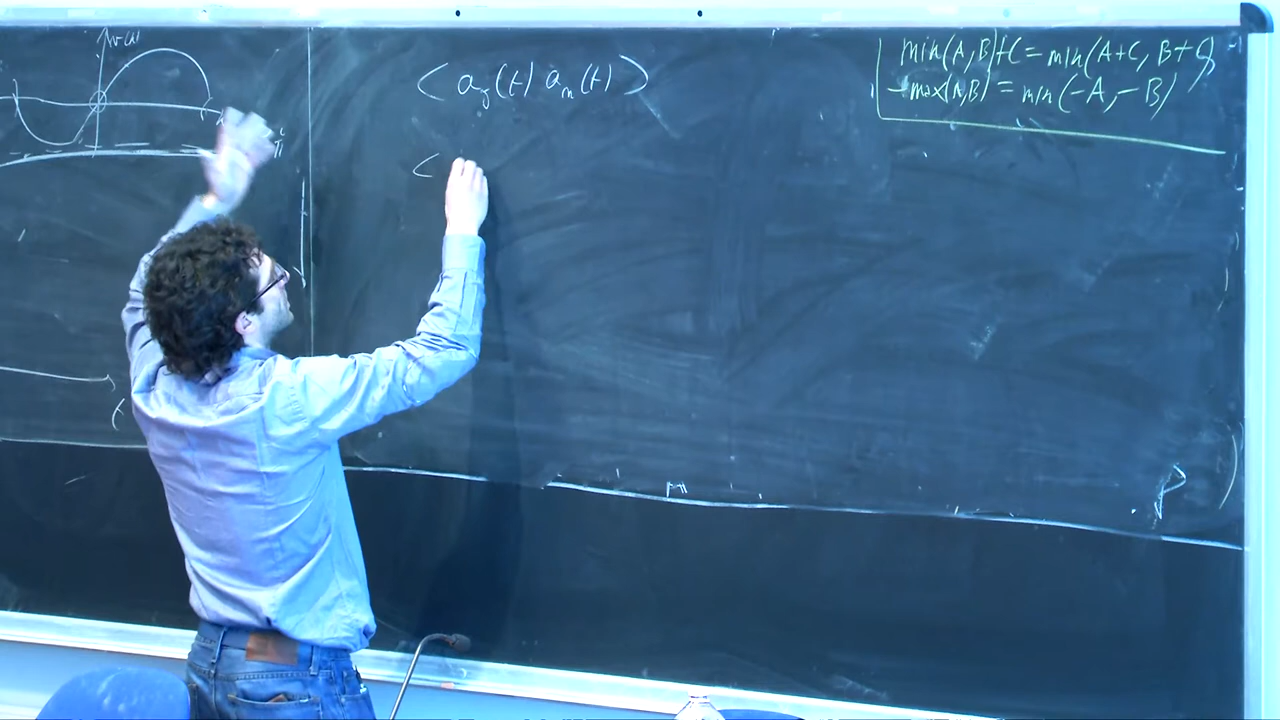 ⟨ a_j(t) a_m(t) ⟩
⟨
min(A,B)+C = min(A+C, B+C)
-max(A,B) = min(-A,-B)